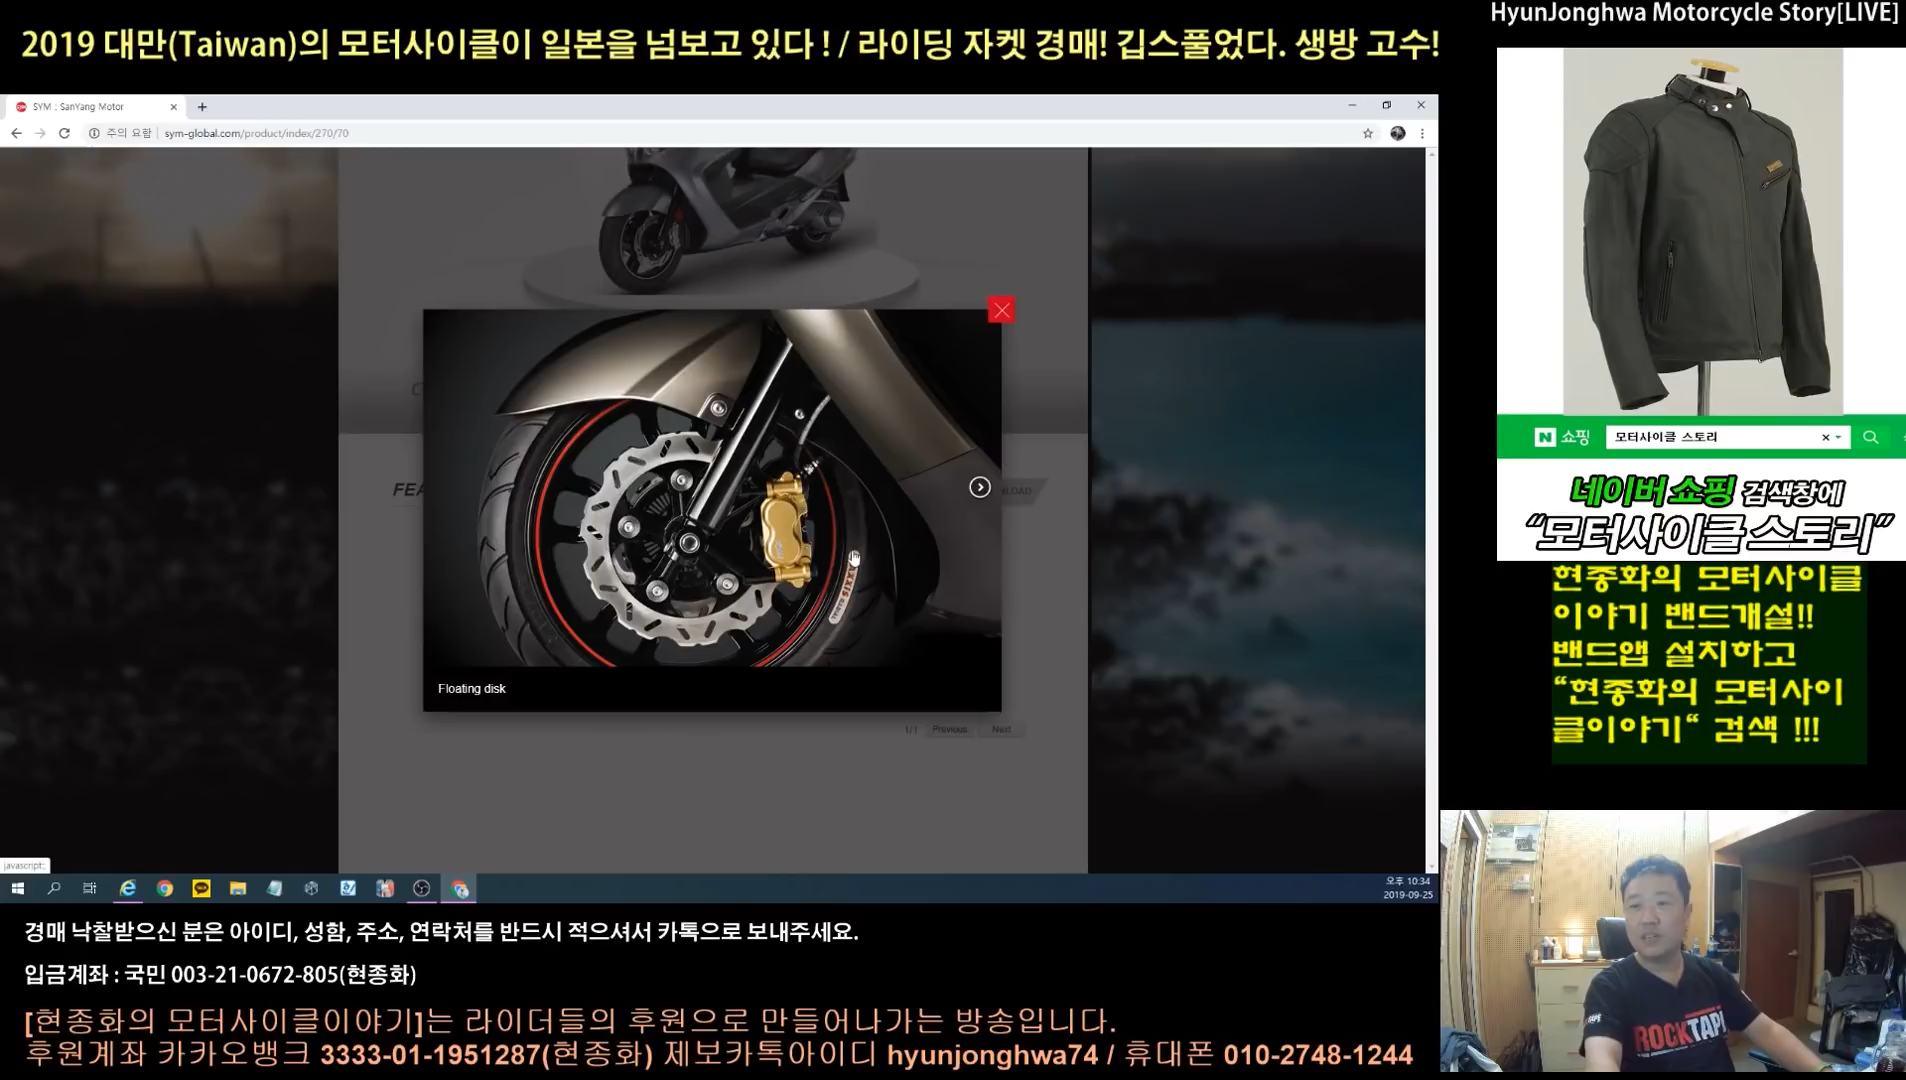 HyunJonghwa Motorcycle Story[LIVE]
2019 대만(Taiwan)의 모터사이클이 일본을 넘보고 있다 ! / 라이딩 자켓 경매! 깁스풀었다. 생방 고수!
SYM : SanYang Motor
주의 요함
sym-global.com/product/index/270/70
FEA
NLOAD
Floating disk
1/1 Previous Next
javascript:
오후 10:34
2019-09-25
N 쇼핑
모터사이클 스토리
네이버 쇼핑 검색창에
“모터사이클 스토리”
현종화의 모터사이클
이야기 밴드개설!!
밴드앱 설치하고
“현종화의 모터사이
클이야기“ 검색 !!!
ROCKTAPE
경매 낙찰받으신 분은 아이디, 성함, 주소, 연락처를 반드시 적으셔서 카톡으로 보내주세요.
입금계좌 : 국민 003-21-0672-805(현종화)
[현종화의 모터사이클이야기]는 라이더들의 후원으로 만들어나가는 방송입니다.
후원계좌 카카오뱅크 3333-01-1951287(현종화) 제보카톡아이디 hyunjonghwa74 / 휴대폰 010-2748-1244